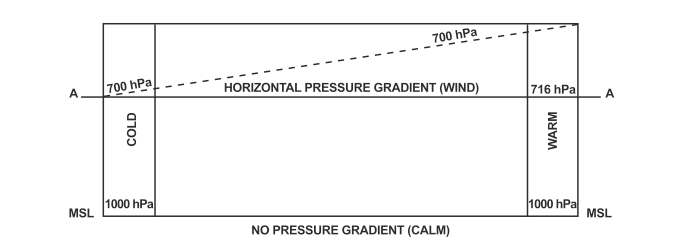 700 hPa
700 hPa
A
HORIZONTAL PRESSURE GRADIENT (WIND)
716 hPa
A
COLD
WARM
1000 hPa
1000 hPa
MSL
MSL
NO PRESSURE GRADIENT (CALM)